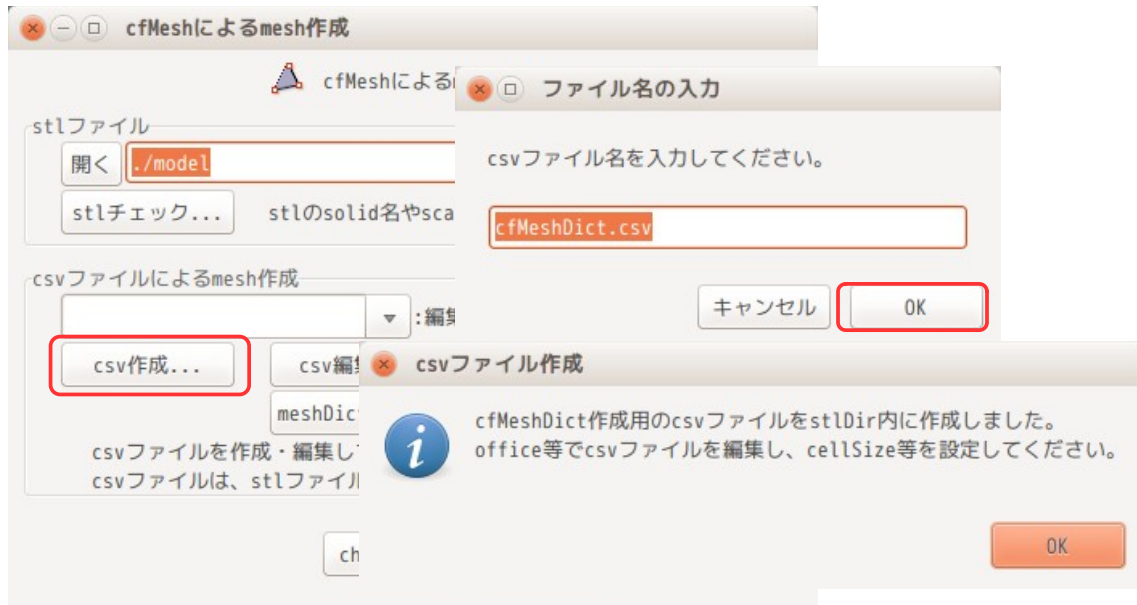 cfMeshによるmesh作成
cfMeshによる
ファイル名の入力
stlファイル
開く ./model
csvファイル名を入力してください。
stlチェック... stlのsolid名やsca
cfMeshDict.csv
csvファイルによるmesh作成
:編集
キャンセル OK
csv作成... csv編集
csvファイル作成
meshDic
cfMeshDict作成用のcsvファイルをstlDir内に作成しました。
office等でcsvファイルを編集し、cellSize等を設定してください。
csvファイルを作成・編集し
csvファイルは、stlファイル
ch
OK